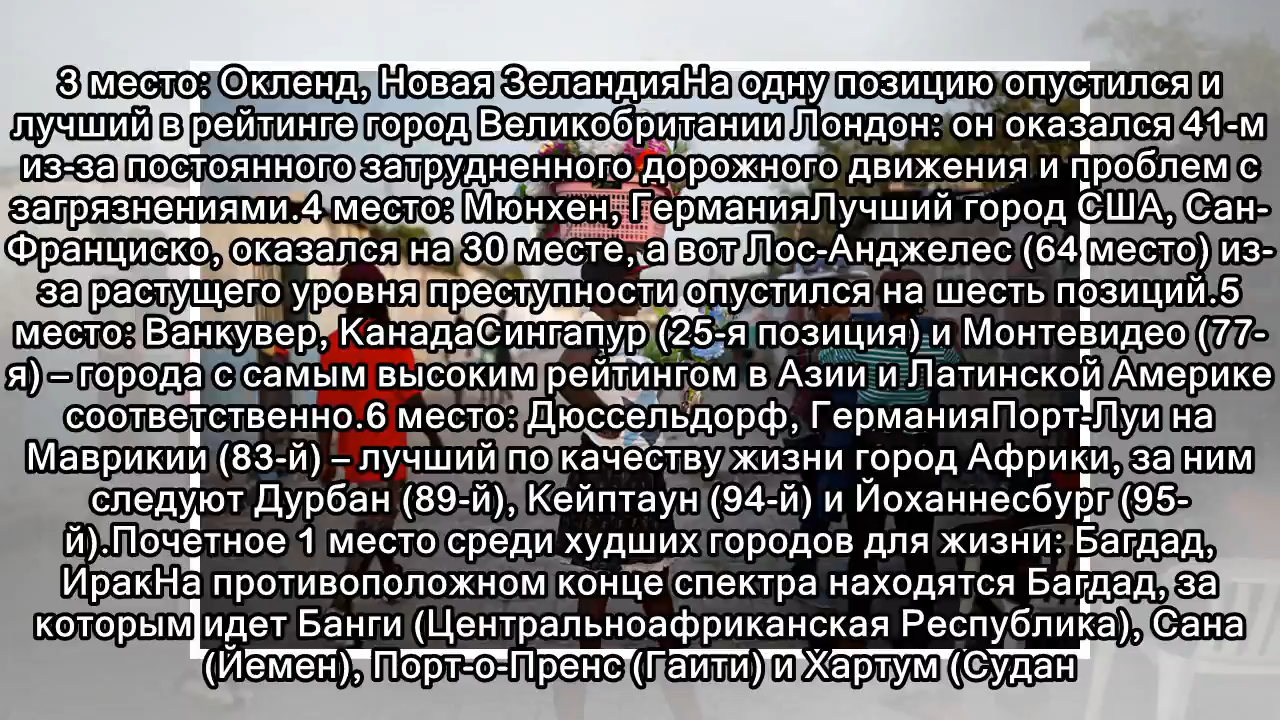 3 место: Окленд, Новая ЗеландияНа одну позицию опустился и
лучший в рейтинге город Великобритании Лондон: он оказался 41-м
из-за постоянного затрудненного дорожного движения и проблем с
загрязнениями.4 место: Мюнхен, ГерманияЛучший город США, Сан-
Франциско, оказался на 30 месте, а вот Лос-Анджелес (64 место) из-
за растущего уровня преступности опустился на шесть позиций.5
место: Ванкувер, КанадаСингапур (25-я позиция) и Монтевидео (77-
я) – города с самым высоким рейтингом в Азии и Латинской Америке
соответственно.6 место: Дюссельдорф, ГерманияПорт-Луи на
Маврикии (83-й) – лучший по качеству жизни город Африки, за ним
следуют Дурбан (89-й), Кейптаун (94-й) и Йоханнесбург (95-
й).Почетное 1 место среди худших городов для жизни: Багдад,
ИракНа противоположном конце спектра находятся Багдад, за
которым идет Банги (Центральноафриканская Республика), Сана
(Йемен), Порт-о-Пренс (Гаити) и Хартум (Судан